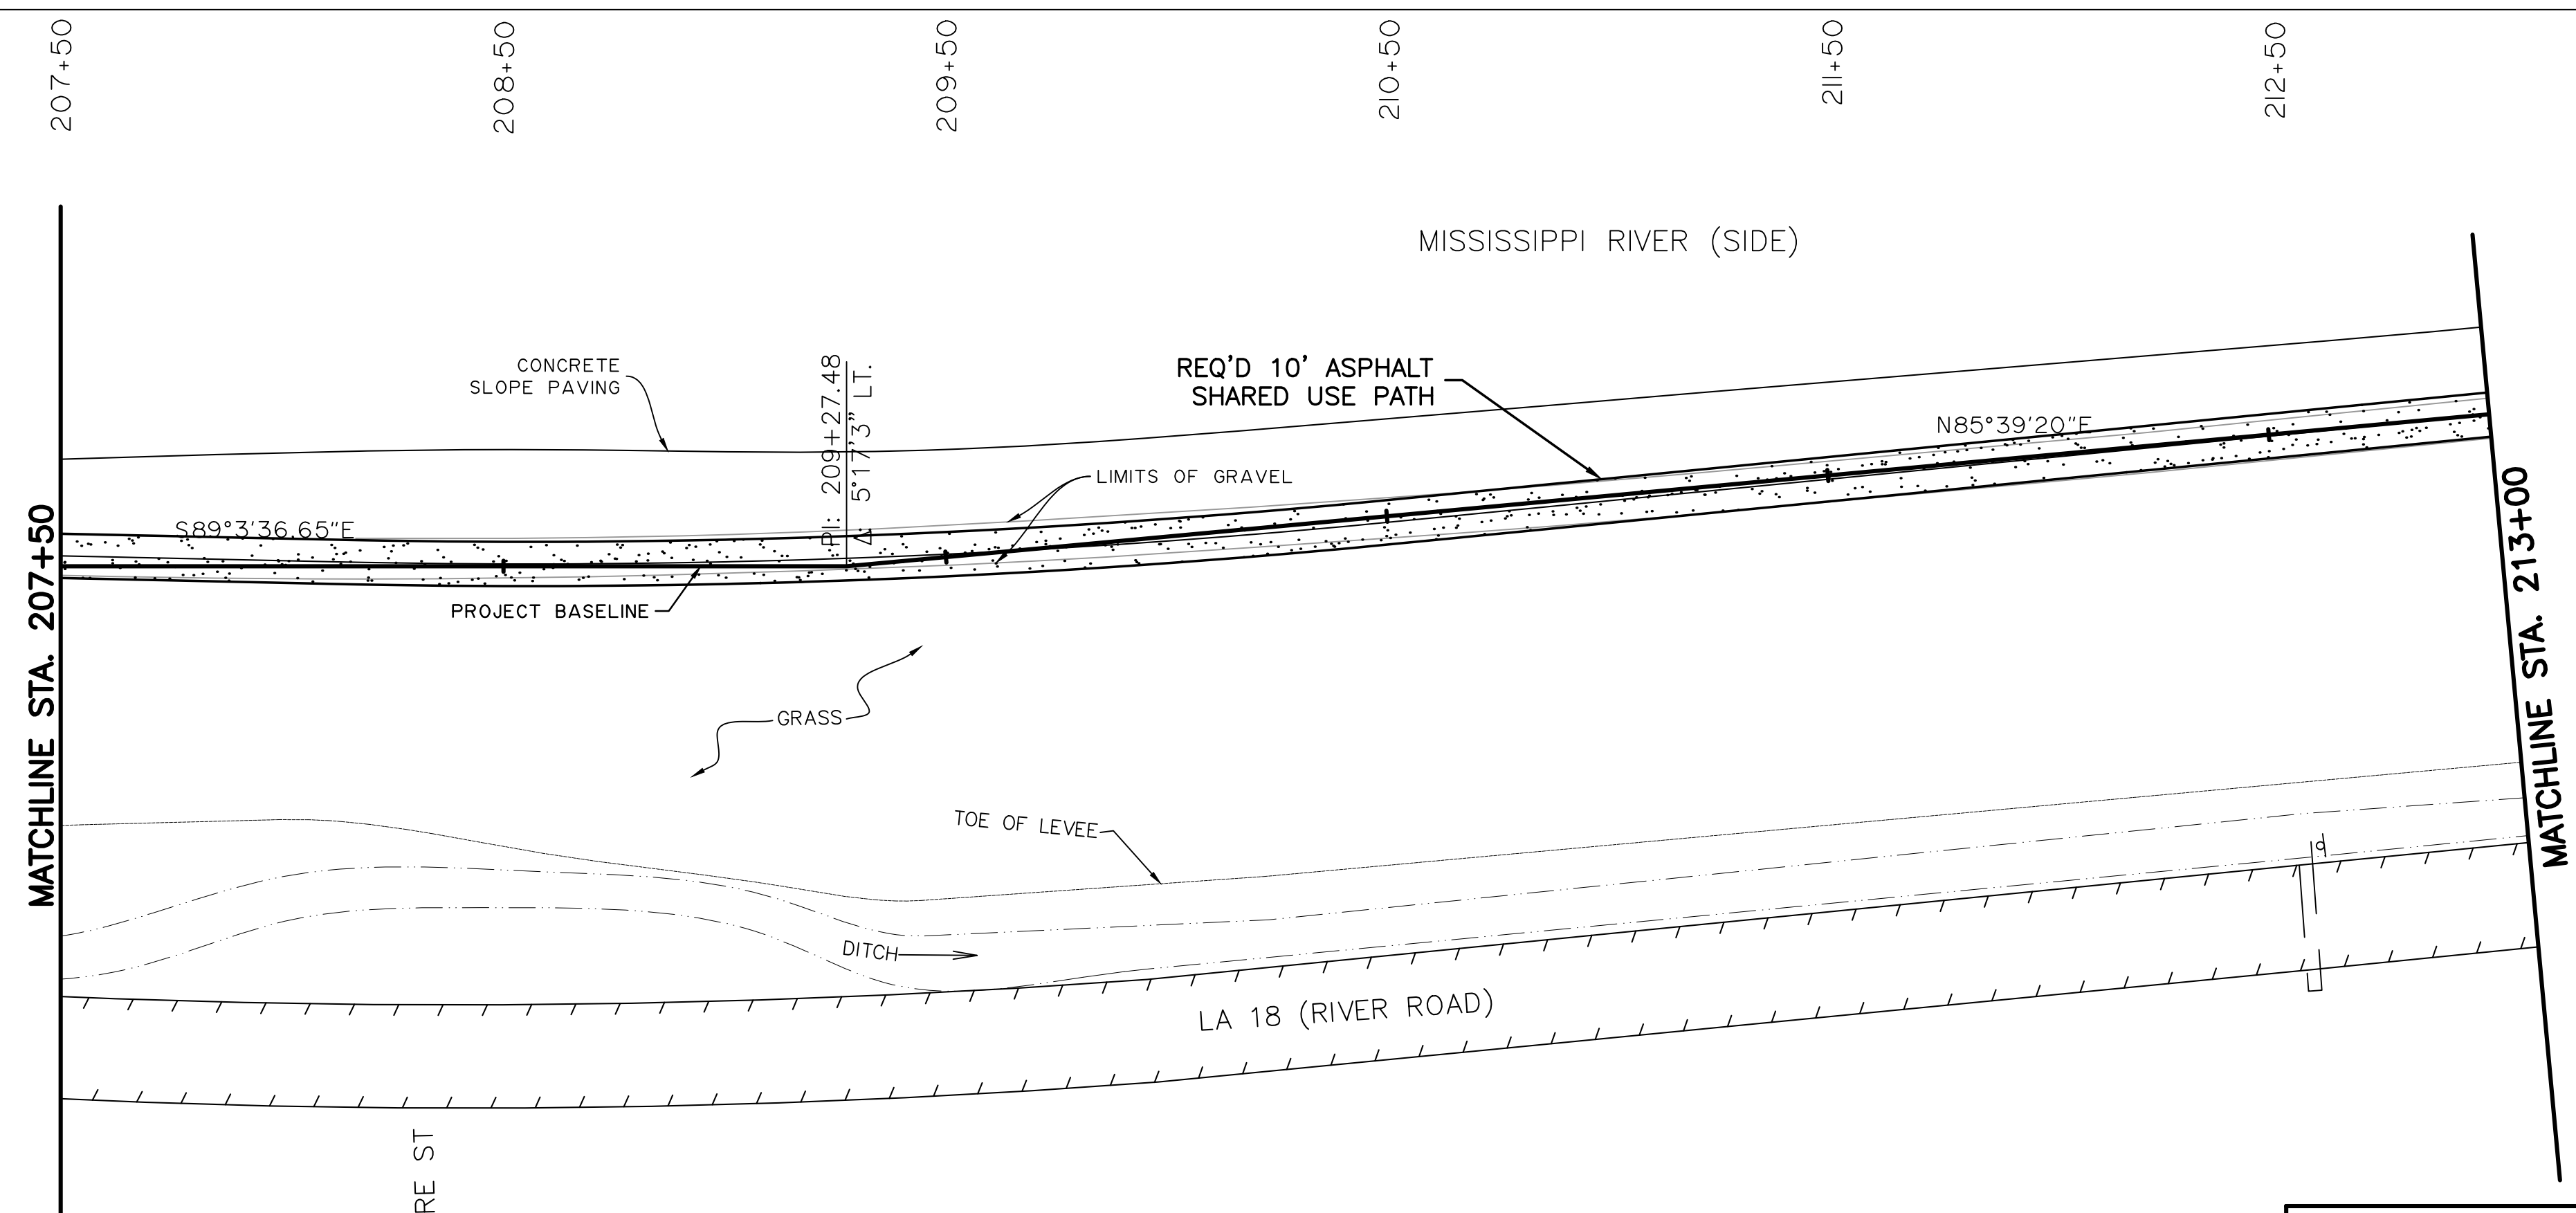 207+50
208+50
209+50
210+50
211+50
212+50
MISSISSIPPI RIVER (SIDE)
CONCRETE
SLOPE PAVING
PI: 209+27.48
Δ: 5°17'3" LT.
REQ'D 10' ASPHALT
SHARED USE PATH
N85°39'20"E
LIMITS OF GRAVEL
S89°3'36.65"E
PROJECT BASELINE
MATCHLINE STA. 207+50
MATCHLINE STA. 213+00
GRASS
TOE OF LEVEE
DITCH
LA 18 (RIVER ROAD)
RE ST